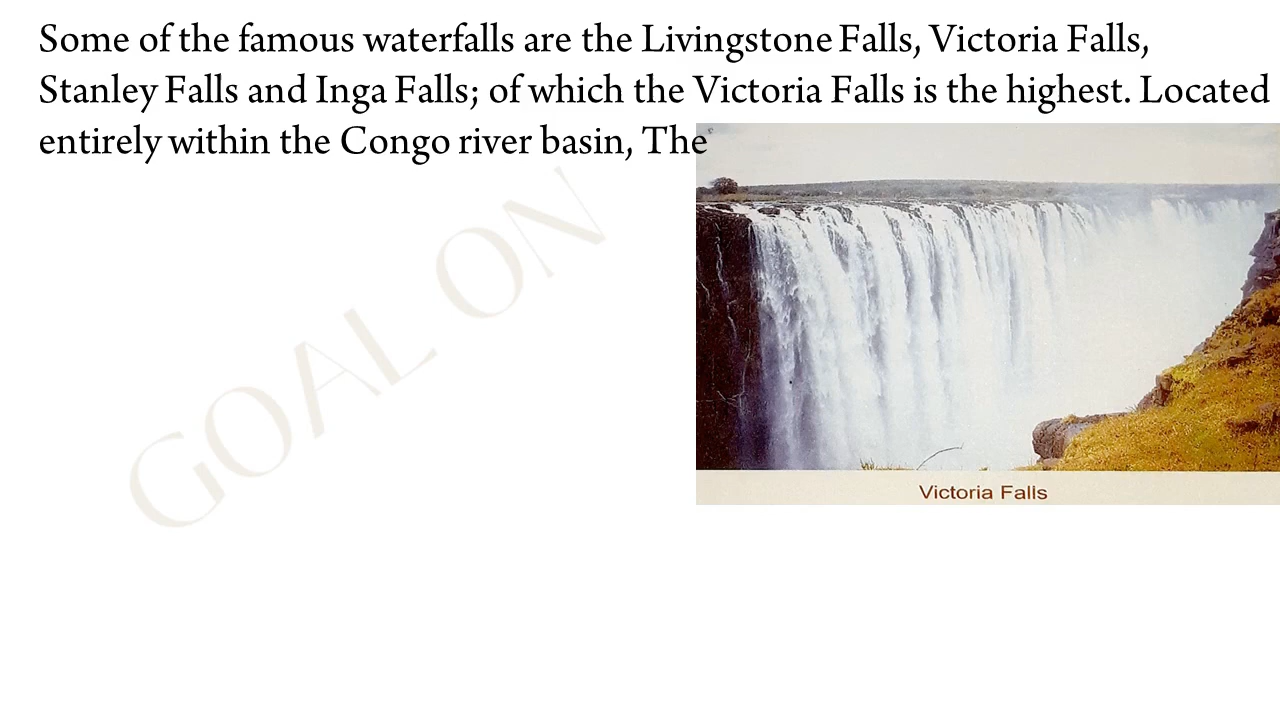 Some of the famous waterfalls are the Livingstone Falls, Victoria Falls,
Stanley Falls and Inga Falls; of which the Victoria Falls is the highest. Located
entirely within the Congo river basin, The
GOAL ON
Victoria Falls